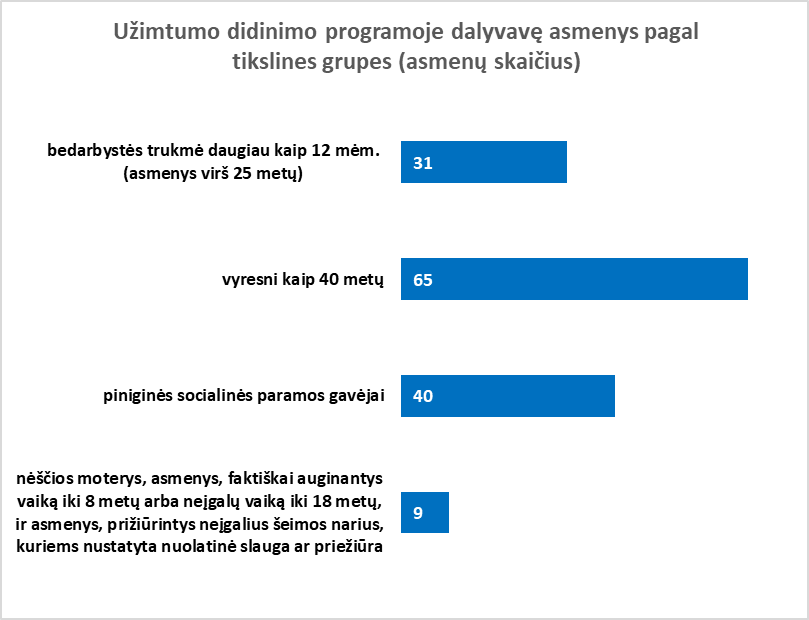 Užimtumo didinimo programoje dalyvavę asmenys pagal
tikslines grupes (asmenų skaičius)
bedarbystės trukmė daugiau kaip 12 mėm.
(asmenys virš 25 metų)
31
vyresni kaip 40 metų
65
piniginės socialinės paramos gavėjai
40
nėščios moterys, asmenys, faktiškai auginantys
vaiką iki 8 metų arba neįgalų vaiką iki 18 metų,
ir asmenys, prižiūrintys neįgalius šeimos narius,
kuriems nustatyta nuolatinė slauga ar priežiūra
9